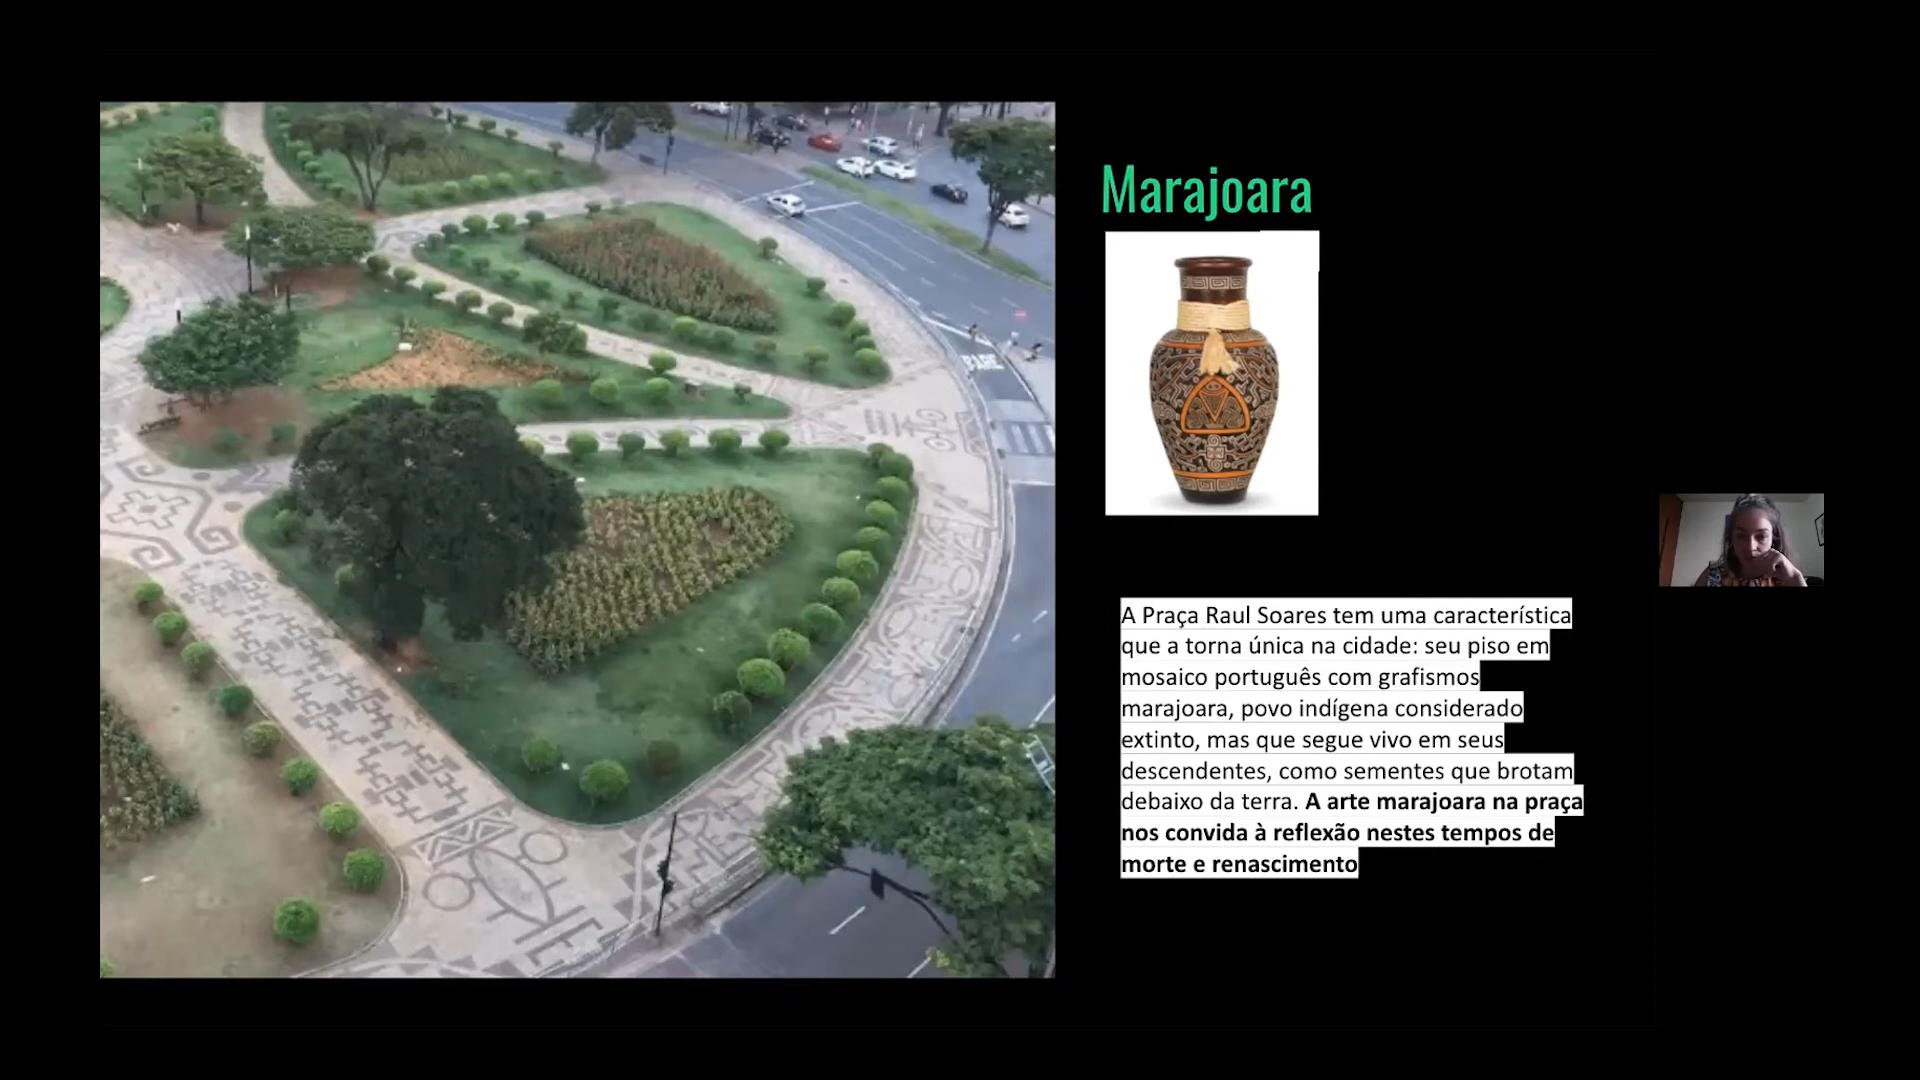 Marajoara
PARE
A Praça Raul Soares tem uma característica
que a torna única na cidade: seu piso em
mosaico português com grafismos
marajoara, povo indígena considerado
extinto, mas que segue vivo em seus
descendentes, como sementes que brotam
debaixo da terra. A arte marajoara na praça
nos convida à reflexão nestes tempos de
morte e renascimento